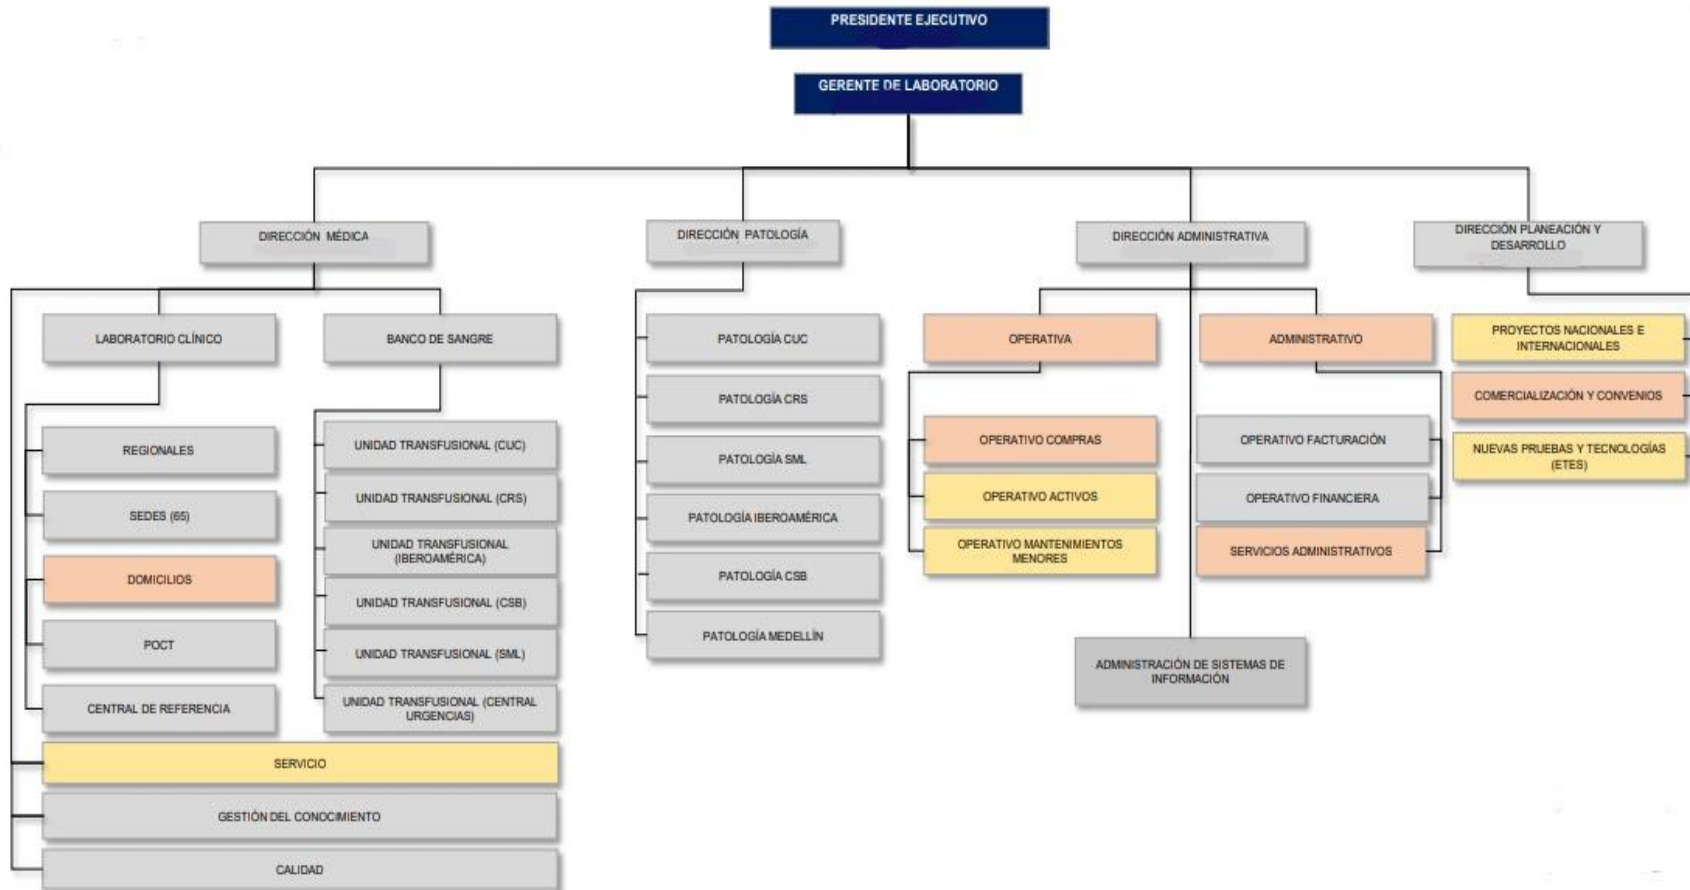 PRESIDENTE EJECUTIVO
GERENTE DE LABORATORIO
DIRECCIÓN MÉDICA
LABORATORIO CLÍNICO
REGIONALES
SEDES (65)
DOMICILIOS
POCT
CENTRAL DE REFERENCIA
BANCO DE SANGRE
UNIDAD TRANSFUSIONAL (CUC)
UNIDAD TRANSFUSIONAL (CRS)
UNIDAD TRANSFUSIONAL
(IBEROAMÉRICA)
UNIDAD TRANSFUSIONAL (CSB)
UNIDAD TRANSFUSIONAL (SML)
UNIDAD TRANSFUSIONAL (CENTRAL
URGENCIAS)
SERVICIO
GESTIÓN DEL CONOCIMIENTO
CALIDAD
DIRECCIÓN PATOLOGÍA
PATOLOGÍA CUC
PATOLOGÍA CRS
PATOLOGÍA SML
PATOLOGÍA IBEROAMÉRICA
PATOLOGÍA CSB
PATOLOGÍA MEDELLÍN
DIRECCIÓN ADMINISTRATIVA
OPERATIVA
OPERATIVO COMPRAS
OPERATIVO ACTIVOS
OPERATIVO MANTENIMIENTOS
MENORES
ADMINISTRATIVO
OPERATIVO FACTURACIÓN
OPERATIVO FINANCIERA
SERVICIOS ADMINISTRATIVOS
ADMINISTRACIÓN DE SISTEMAS DE
INFORMACIÓN
DIRECCIÓN PLANEACIÓN Y
DESARROLLO
PROYECTOS NACIONALES E
INTERNACIONALES
COMERCIALIZACIÓN Y CONVENIOS
NUEVAS PRUEBAS Y TECNOLOGÍAS
(ETES)